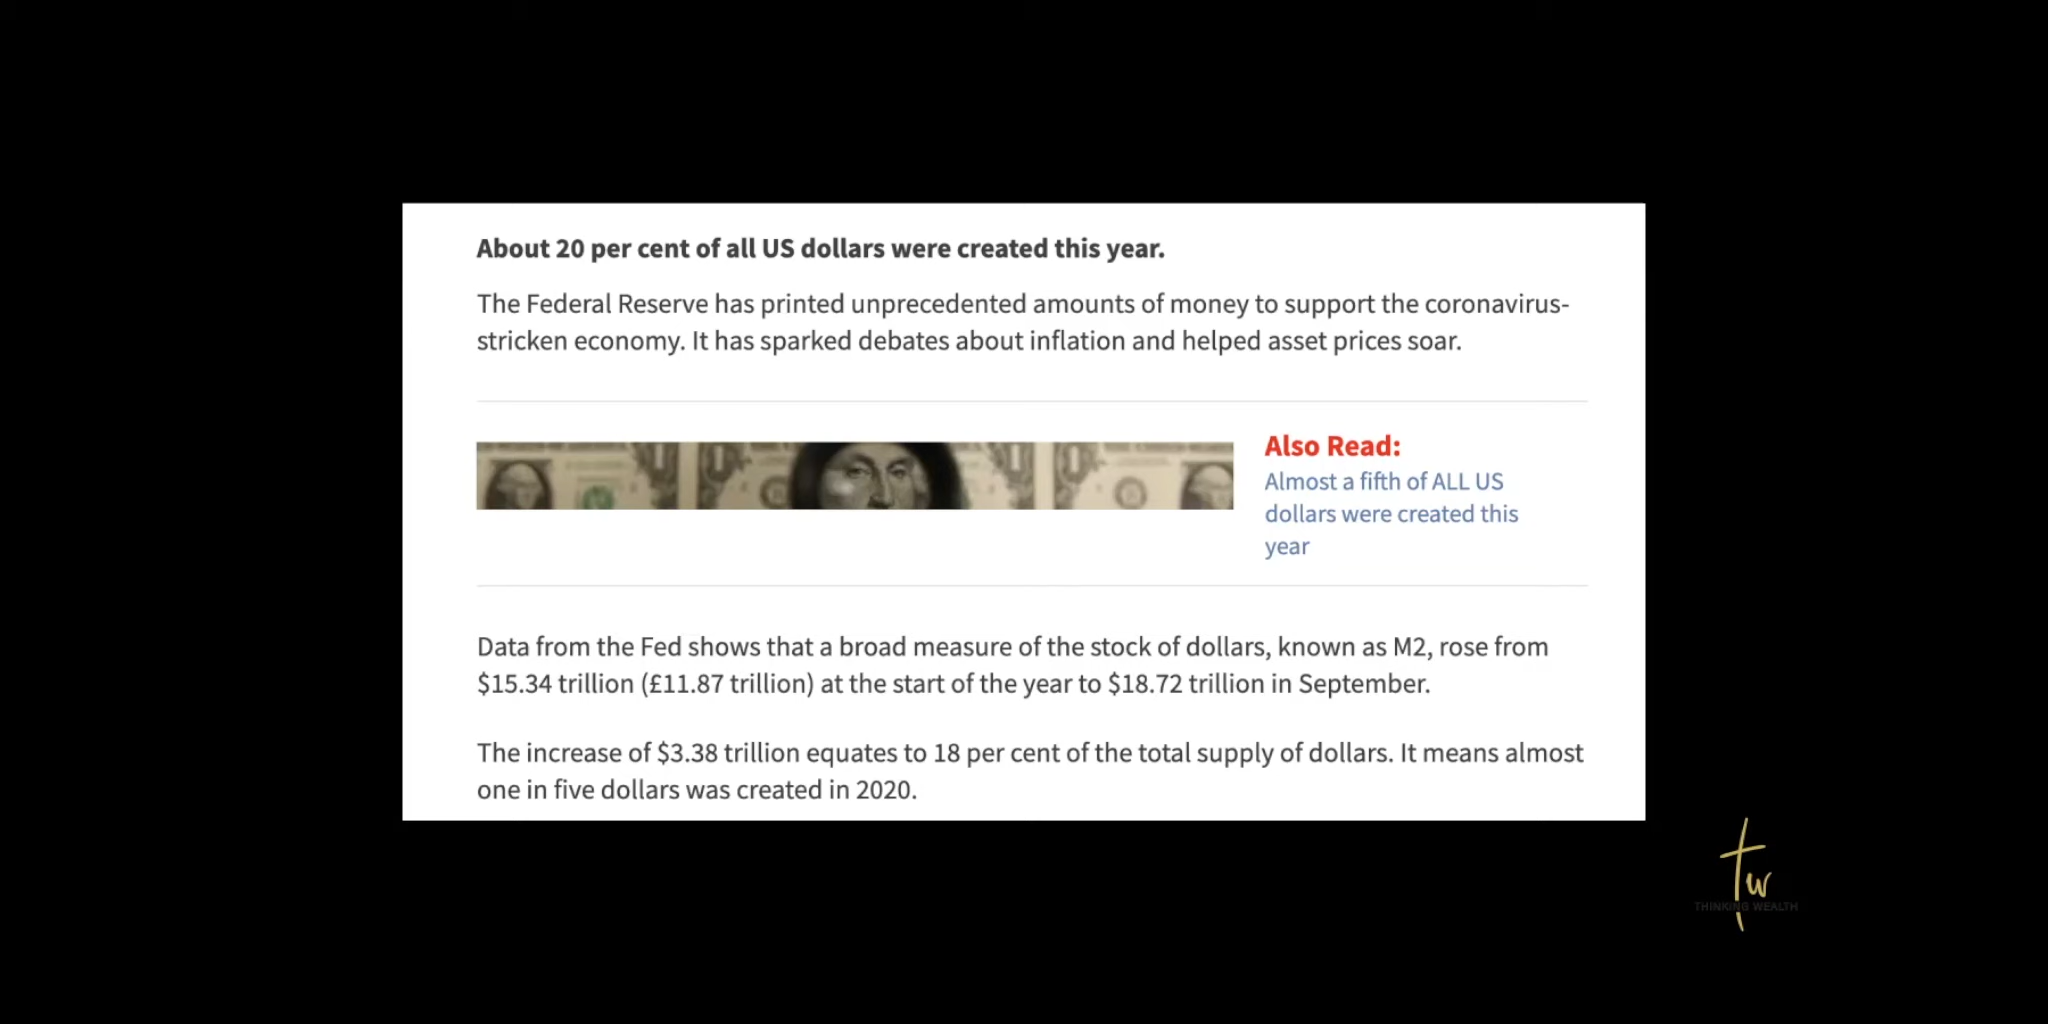 About 20 per cent of all US dollars were created this year.
The Federal Reserve has printed unprecedented amounts of money to support the coronavirus-
stricken economy. It has sparked debates about inflation and helped asset prices soar.
Also Read:
Almost a fifth of ALL US
dollars were created this
year
Data from the Fed shows that a broad measure of the stock of dollars, known as M2, rose from
$15.34 trillion (£11.87 trillion) at the start of the year to $18.72 trillion in September.
The increase of $3.38 trillion equates to 18 per cent of the total supply of dollars. It means almost
one in five dollars was created in 2020.
tw
THINKING WEALTH